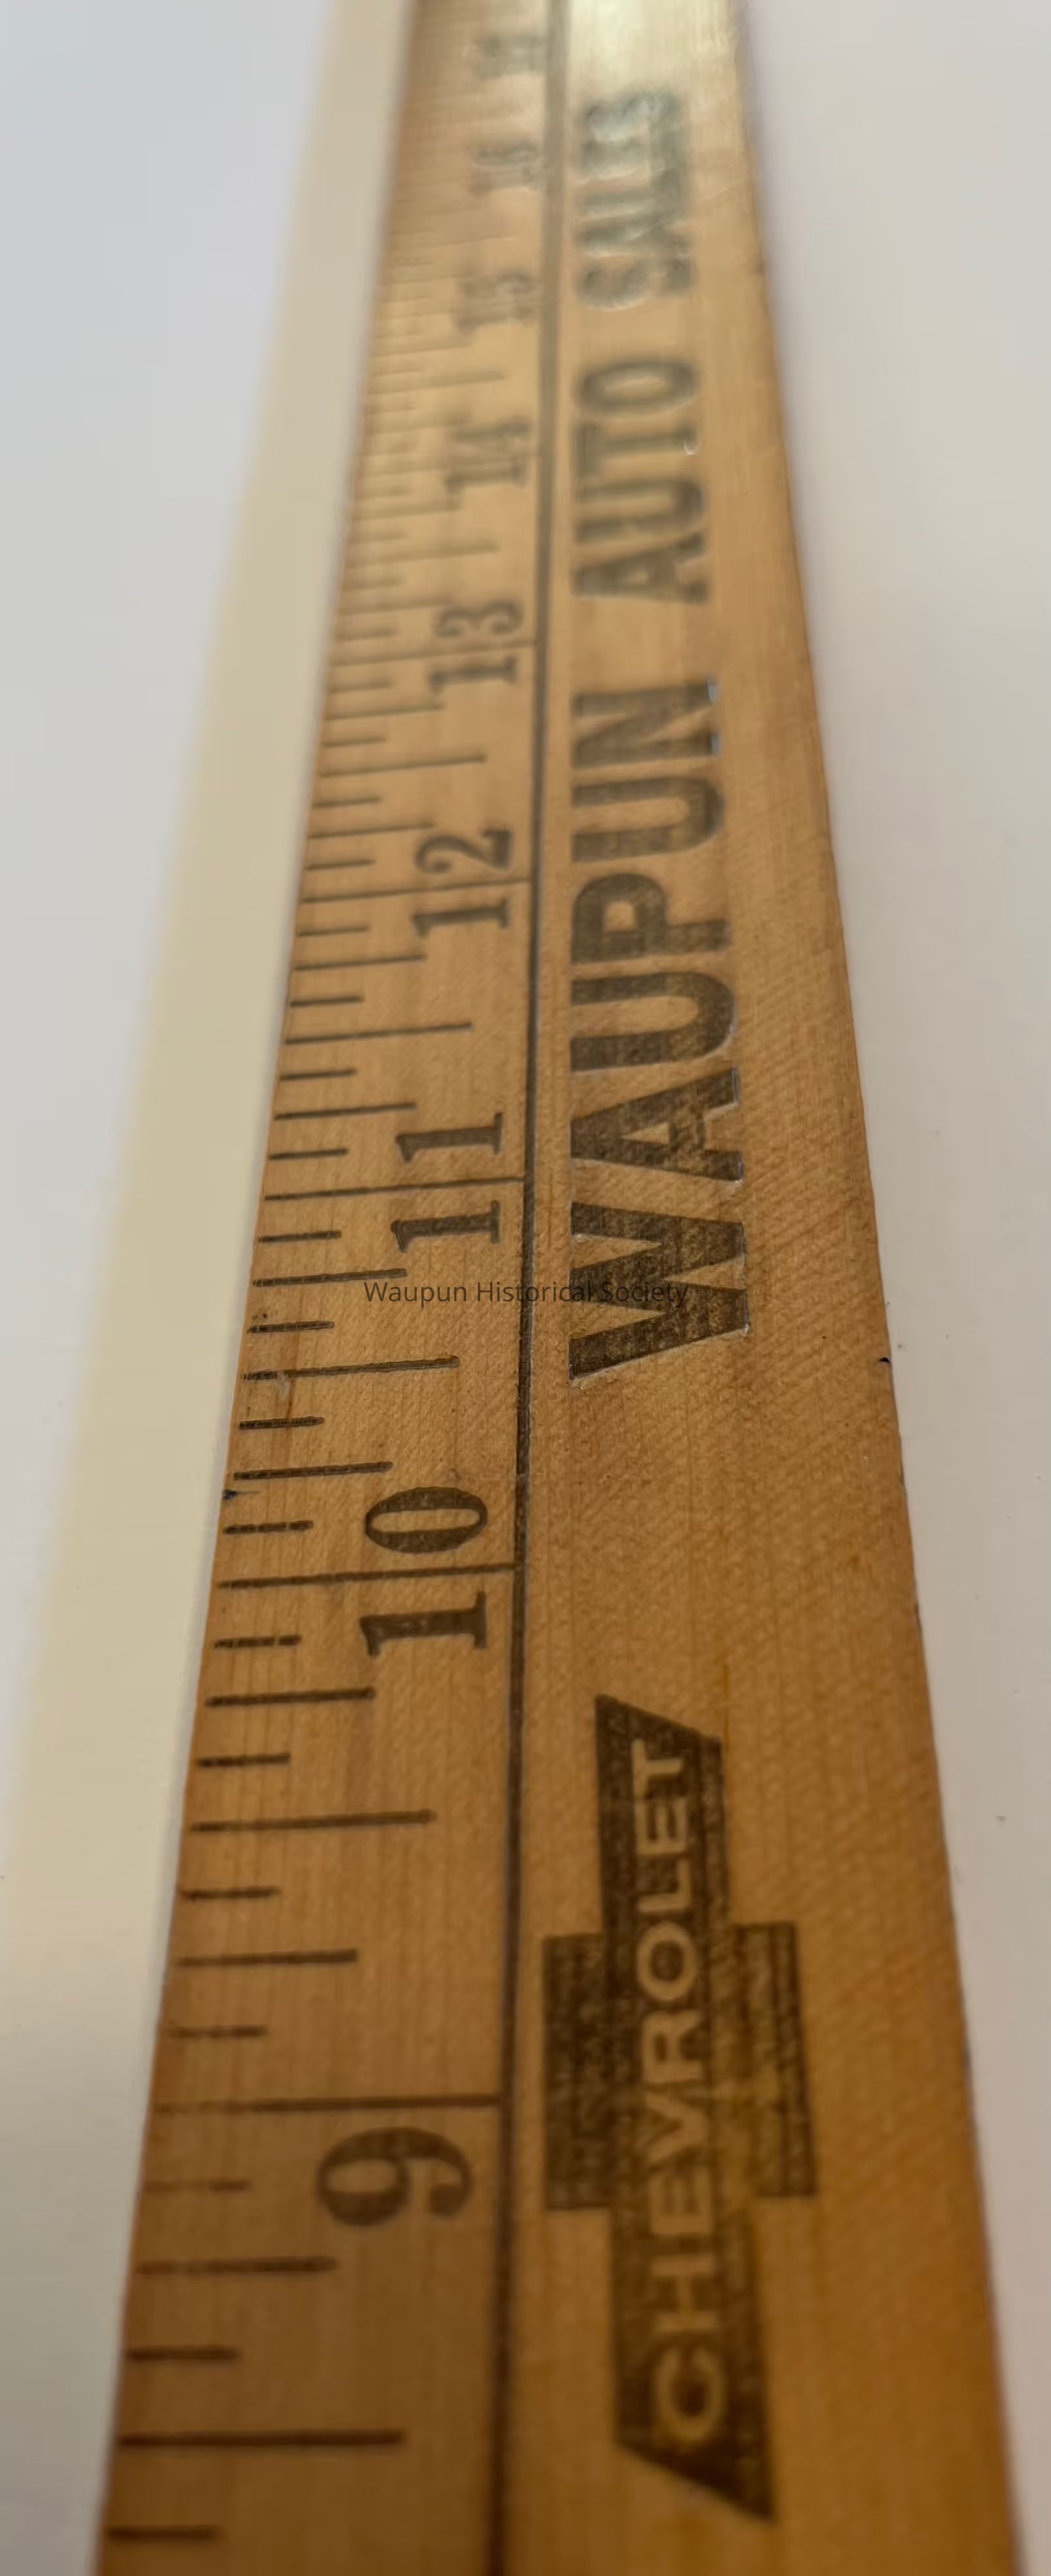 CHEVROLET WAUPUN AUTO SALES
9 10 11 12 13 14 15 16
Waupun Historical Society